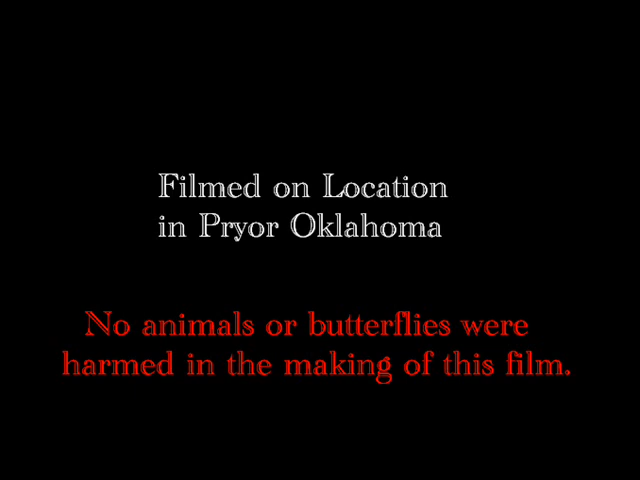 Filmed on Location
in Pryor Oklahoma
No animals or butterflies were
harmed in the making of this film.